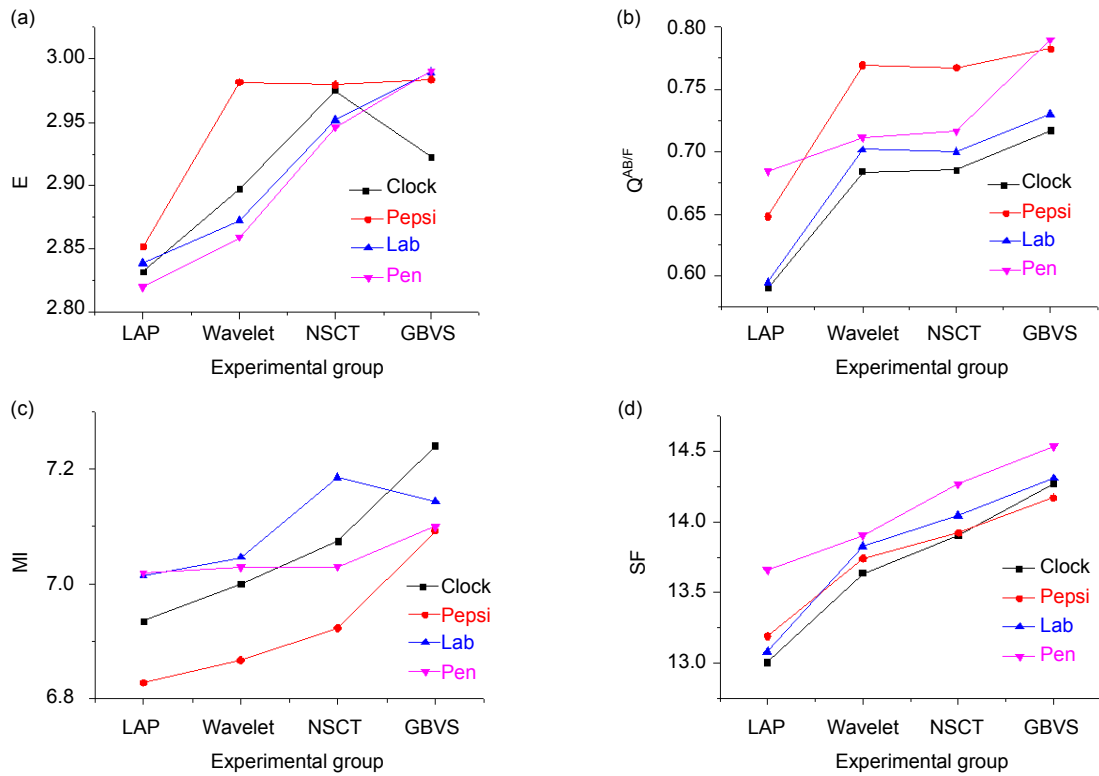 (a)
3.00
2.95
2.90
2.85
2.80
E
Clock
Pepsi
Lab
Pen
LAP Wavelet NSCT GBVS
Experimental group
(b)
0.80
0.75
0.70
0.65
0.60
Q^AB/F
Clock
Pepsi
Lab
Pen
LAP Wavelet NSCT GBVS
Experimental group
(c)
7.2
7.0
6.8
MI
Clock
Pepsi
Lab
Pen
LAP Wavelet NSCT GBVS
Experimental group
(d)
14.5
14.0
13.5
13.0
SF
Clock
Pepsi
Lab
Pen
LAP Wavelet NSCT GBVS
Experimental group